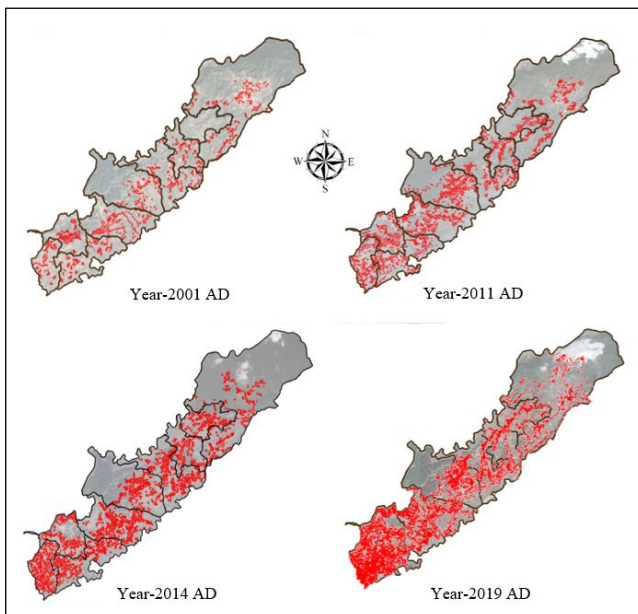 N
W E
S
Year-2001 AD
Year-2011 AD
Year-2014 AD
Year-2019 AD